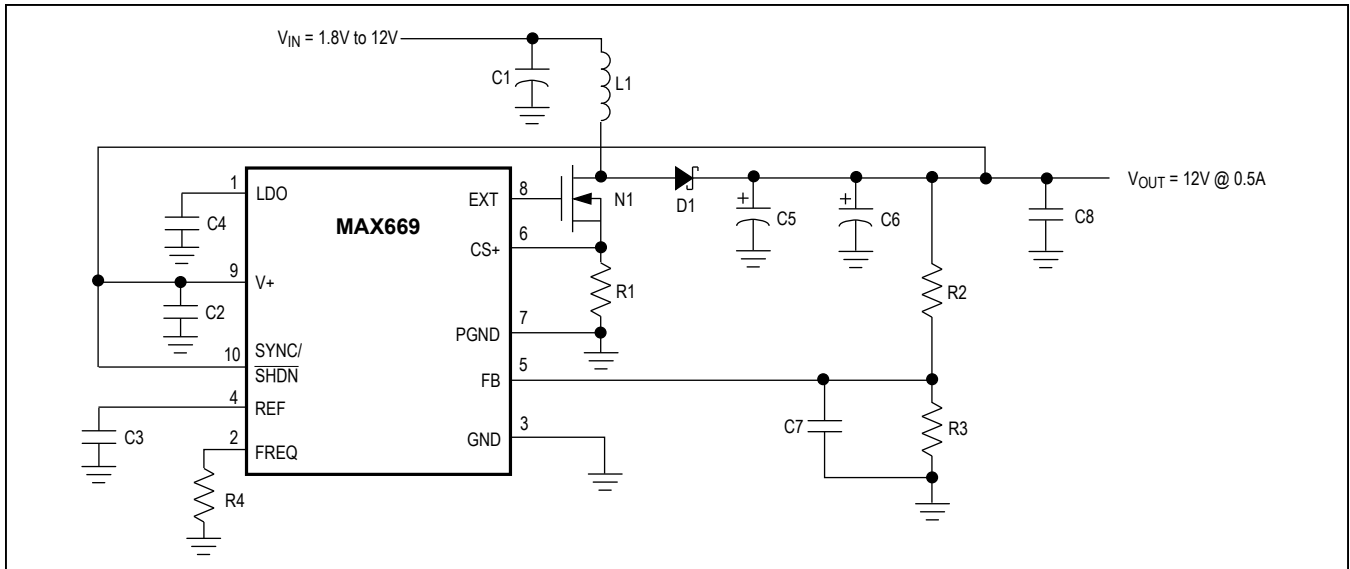 VIN = 1.8V to 12V
C1
L1
1
LDO
C4
MAX669
EXT
8
N1
D1
+
C5
+
C6
C8
VOUT = 12V @ 0.5A
CS+
6
9
V+
C2
R1
R2
PGND
7
10
SYNC/
SHDN
FB
5
4
REF
C3
C7
R3
GND
3
2
FREQ
R4